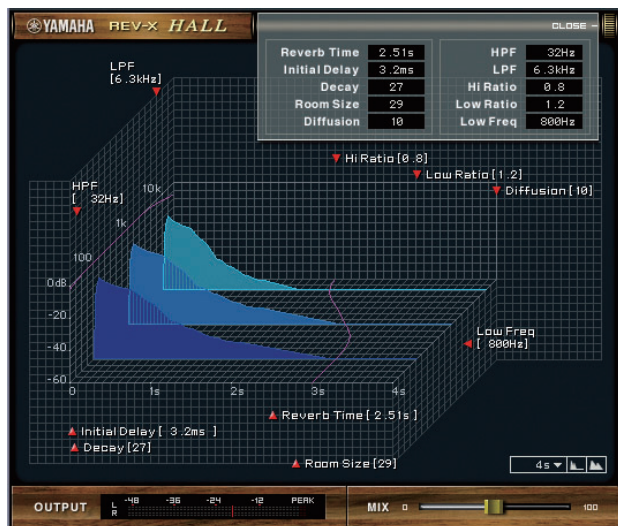 YAMAHA REV-X HALL
CLOSE -
Reverb Time 2.51s HPF 32Hz
Initial Delay 3.2ms LPF 6.3kHz
Decay 27 Hi Ratio 0.8
Room Size 29 Low Ratio 1.2
Diffusion 10 Low Freq 800Hz
LPF
[6.3kHz]
Hi Ratio [0.8]
Low Ratio [1.2]
Diffusion [10]
HPF
[ 32Hz]
10k
1k
100
0dB
-20
-40
-60
0 1s 2s 3s 4s
Low Freq
[ 800Hz]
Reverb Time [2.51s ]
Initial Delay [ 3.2ms ]
Decay [27]
Room Size [29]
4s
OUTPUT L R -48 -36 -24 -12 PEAK
MIX 0 100